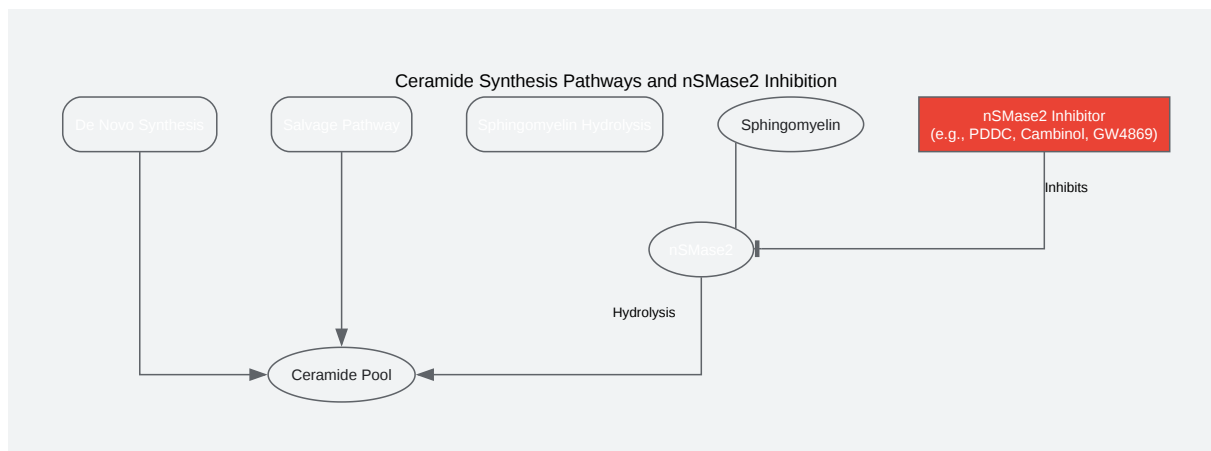 Ceramide Synthesis Pathways and nSMase2 Inhibition
De Novo Synthesis
Salvage Pathway
Sphingomyelin Hydrolysis
Sphingomyelin
nSMase2 Inhibitor
(e.g., PDDC, Cambinol, GW4869)
Inhibits
nSMase2
Hydrolysis
Ceramide Pool